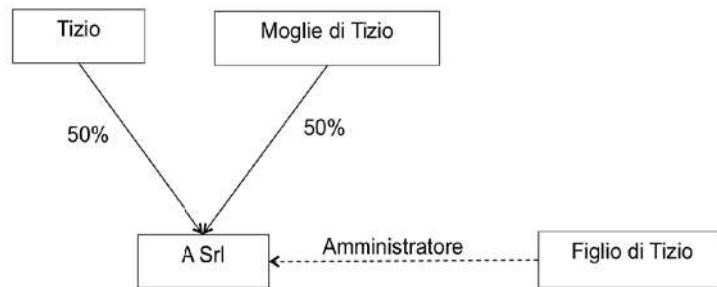 Tizio
Moglie di Tizio
50%
50%
A Srl
Amministratore
Figlio di Tizio